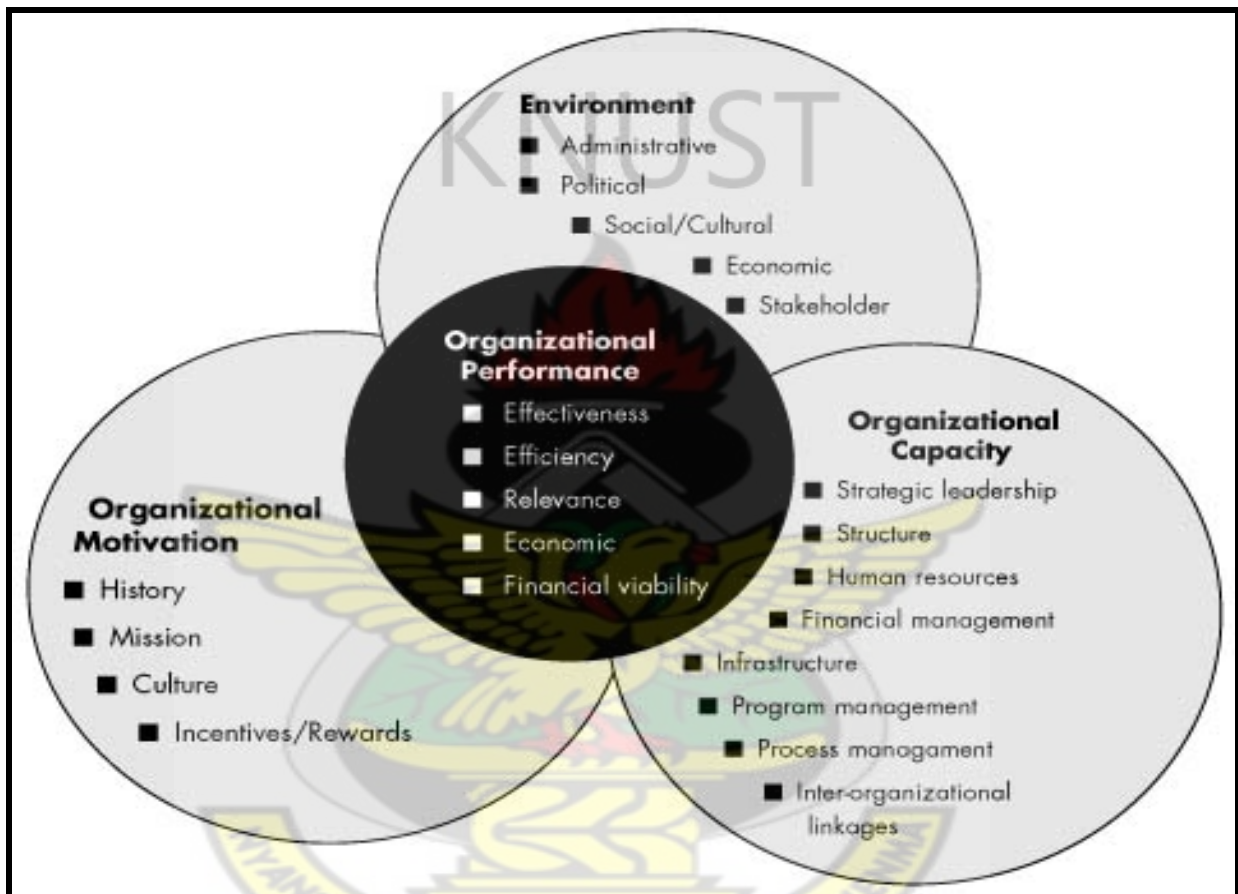 KNUST
Environment
Administrative
Political
Social/Cultural
Economic
Stakeholder
Organizational
Performance
Effectiveness
Efficiency
Relevance
Economic
Financial viability
Organizational
Motivation
History
Mission
Culture
Incentives/Rewards
Organizational
Capacity
Strategic leadership
Structure
Human resources
Financial management
Infrastructure
Program management
Process managament
Inter-organizational
linkages